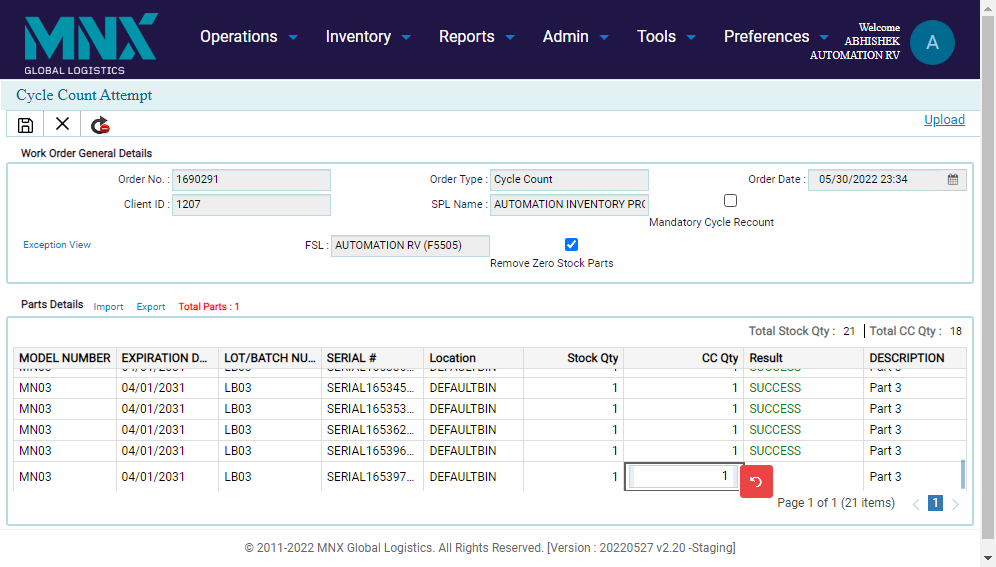 MNX
GLOBAL LOGISTICS
Operations Inventory Reports Admin Tools Preferences
Welcome
ABHISHEK
AUTOMATION RV
A
Cycle Count Attempt
Upload
Work Order General Details
Order No. : 1690291 Order Type : Cycle Count Order Date : 05/30/2022 23:34
Client ID : 1207 SPL Name : AUTOMATION INVENTORY PR
Mandatory Cycle Recount
Exception View FSL : AUTOMATION RV (F5505)
Remove Zero Stock Parts
Parts Details Import Export Total Parts : 1
Total Stock Qty : 21 Total CC Qty : 18
MODEL NUMBER EXPIRATION D... LOT/BATCH NU... SERIAL # Location Stock Qty CC Qty Result DESCRIPTION
MN03 04/01/2031 LB03 SERIAL165345... DEFAULTBIN 1 1 SUCCESS Part 3
MN03 04/01/2031 LB03 SERIAL165353... DEFAULTBIN 1 1 SUCCESS Part 3
MN03 04/01/2031 LB03 SERIAL165362... DEFAULTBIN 1 1 SUCCESS Part 3
MN03 04/01/2031 LB03 SERIAL165396... DEFAULTBIN 1 1 SUCCESS Part 3
MN03 04/01/2031 LB03 SERIAL165397... DEFAULTBIN 1 1 Part 3
Page 1 of 1 (21 items) 1
© 2011-2022 MNX Global Logistics. All Rights Reserved. [Version : 20220527 v2.20 -Staging]